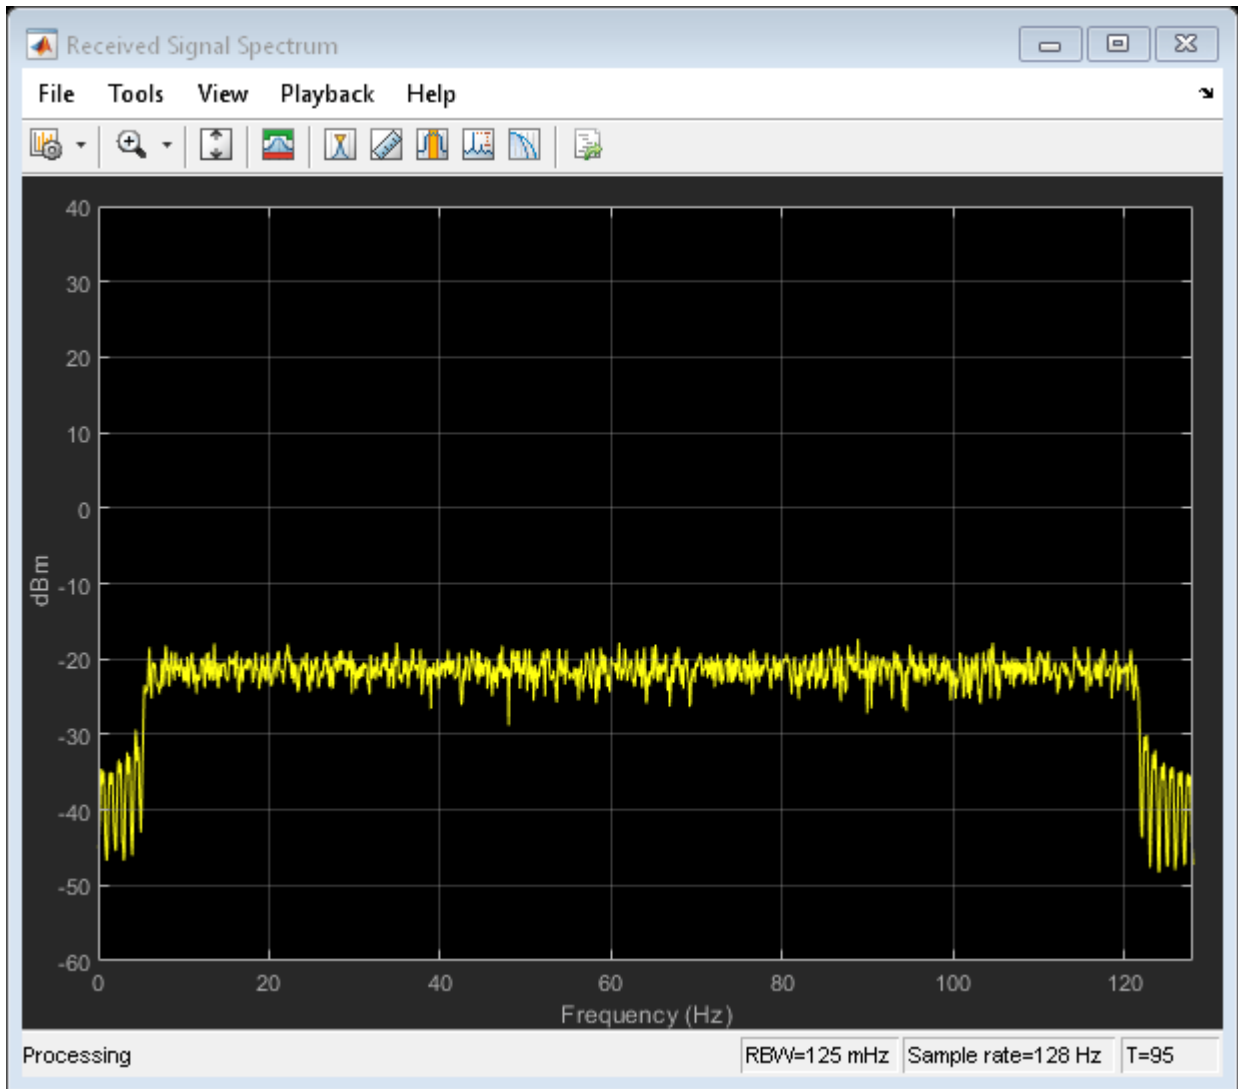 Received Signal Spectrum
File Tools View Playback Help
40
30
20
10
0
-10
-20
-30
-40
-50
-60
dBm
0 20 40 60 80 100 120
Frequency (Hz)
Processing RBW=125 mHz Sample rate=128 Hz T=95